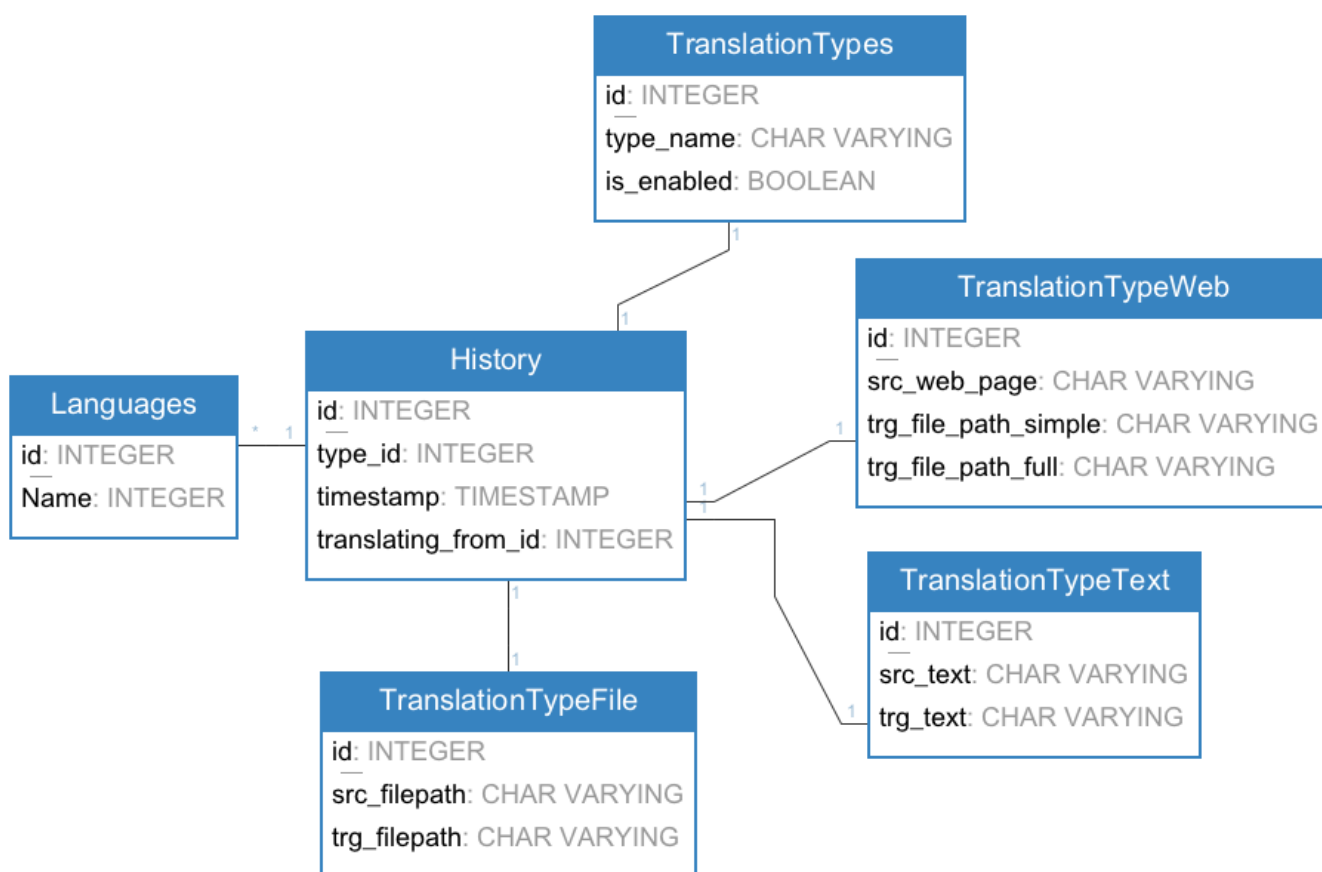 TranslationTypes
id: INTEGER
type_name: CHAR VARYING
is_enabled: BOOLEAN
1
1
TranslationTypeWeb
id: INTEGER
src_web_page: CHAR VARYING
trg_file_path_simple: CHAR VARYING
trg_file_path_full: CHAR VARYING
History
id: INTEGER
type_id: INTEGER
timestamp: TIMESTAMP
translating_from_id: INTEGER
Languages
id: INTEGER
Name: INTEGER
* 1
1
1
1
1
TranslationTypeText
id: INTEGER
src_text: CHAR VARYING
trg_text: CHAR VARYING
1
1
TranslationTypeFile
id: INTEGER
src_filepath: CHAR VARYING
trg_filepath: CHAR VARYING